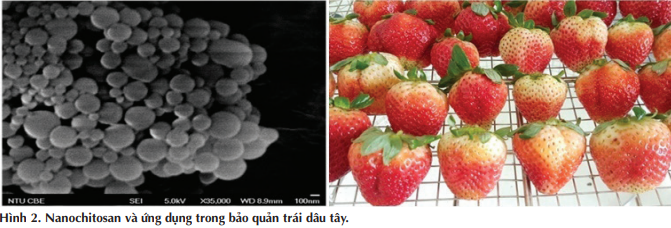 NTU CBE SEI 5.0kV X35,000 WD 8.9mm 100nm
Hình 2. Nanochitosan và ứng dụng trong bảo quản trái dâu tây.